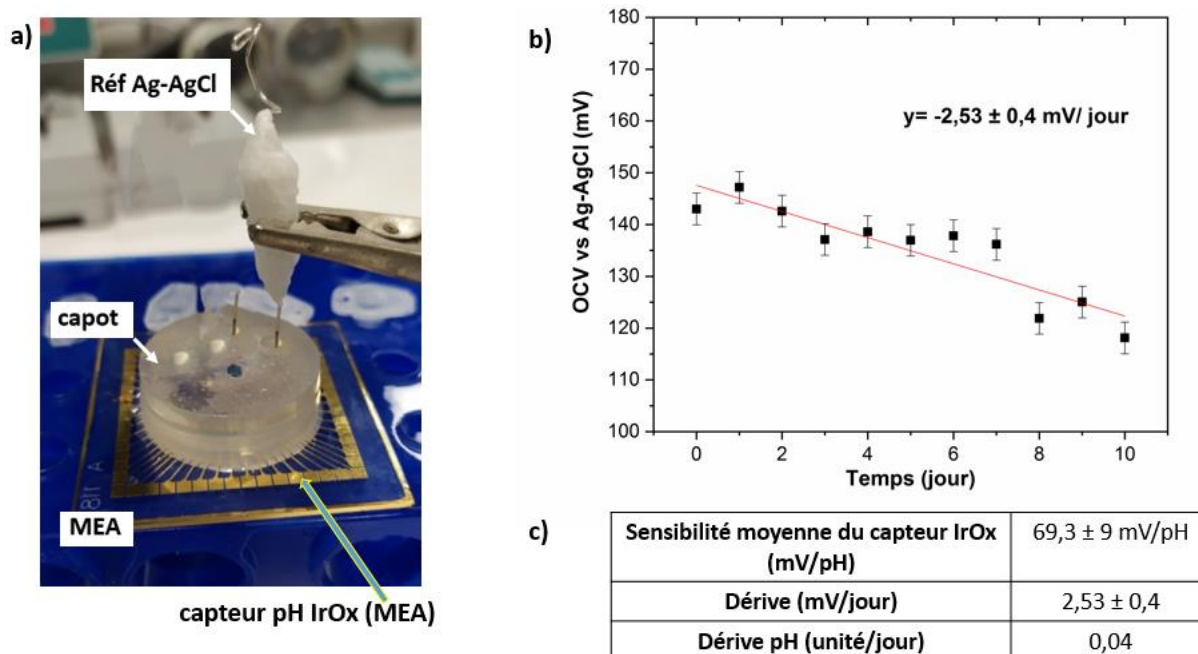 a)
Réf Ag-AgCl
capot
MEA
811 A
capteur pH IrOx (MEA)
b)
OCV vs Ag-AgCl (mV)
180
170
160
150
140
130
120
110
100
y= -2,53 ± 0,4 mV/ jour
0 2 4 6 8 10
Temps (jour)
c)
Sensibilité moyenne du capteur IrOx
(mV/pH)
69,3 ± 9 mV/pH
Dérive (mV/jour)
2,53 ± 0,4
Dérive pH (unité/jour)
0,04